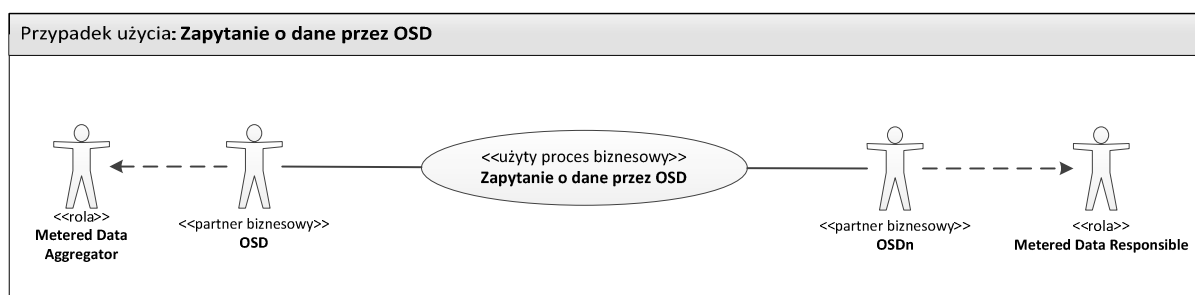 Przypadek użycia: Zapytanie o dane przez OSD
<<użyty proces biznesowy>>
Zapytanie o dane przez OSD
<<rola>>
Metered Data
Aggregator
<<partner biznesowy>>
OSD
<<partner biznesowy>>
OSDn
<<rola>>
Metered Data Responsible